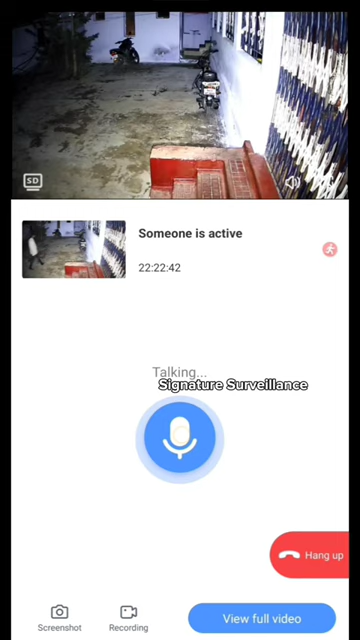 SD
Someone is active
22:22:42
Talking...
Signature Surveillance
Hang up
Screenshot
Recording
View full video